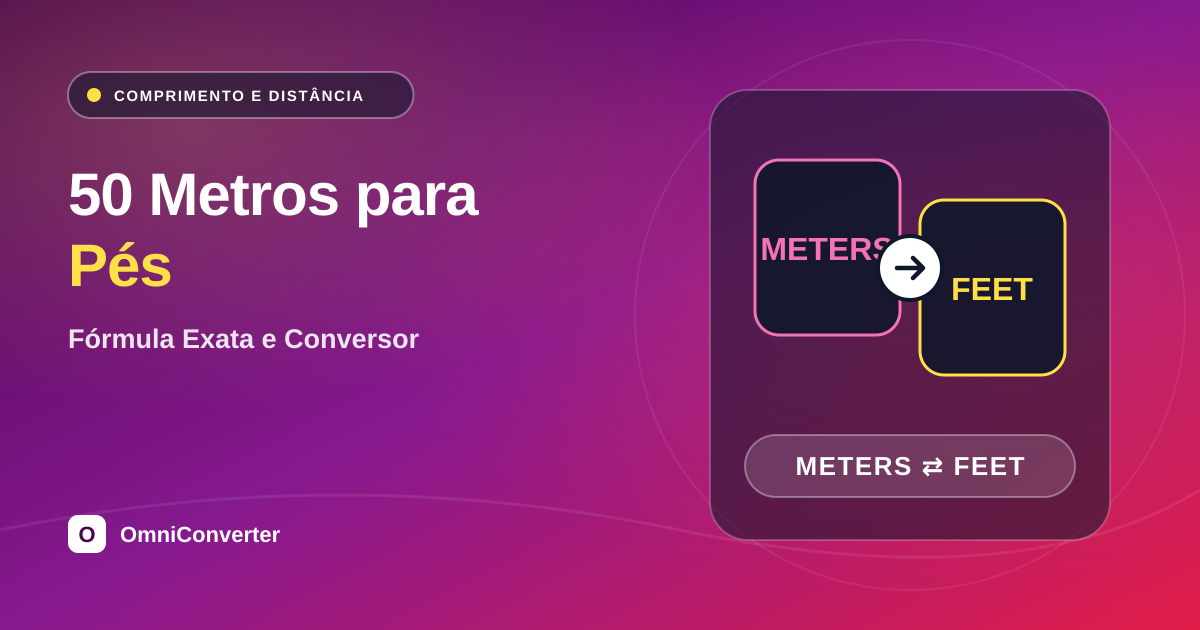 COMPRIMENTO E DISTÂNCIA
50 Metros para
Pés
Fórmula Exata e Conversor
METERS
FEET
METERS ⇄ FEET
O OmniConverter